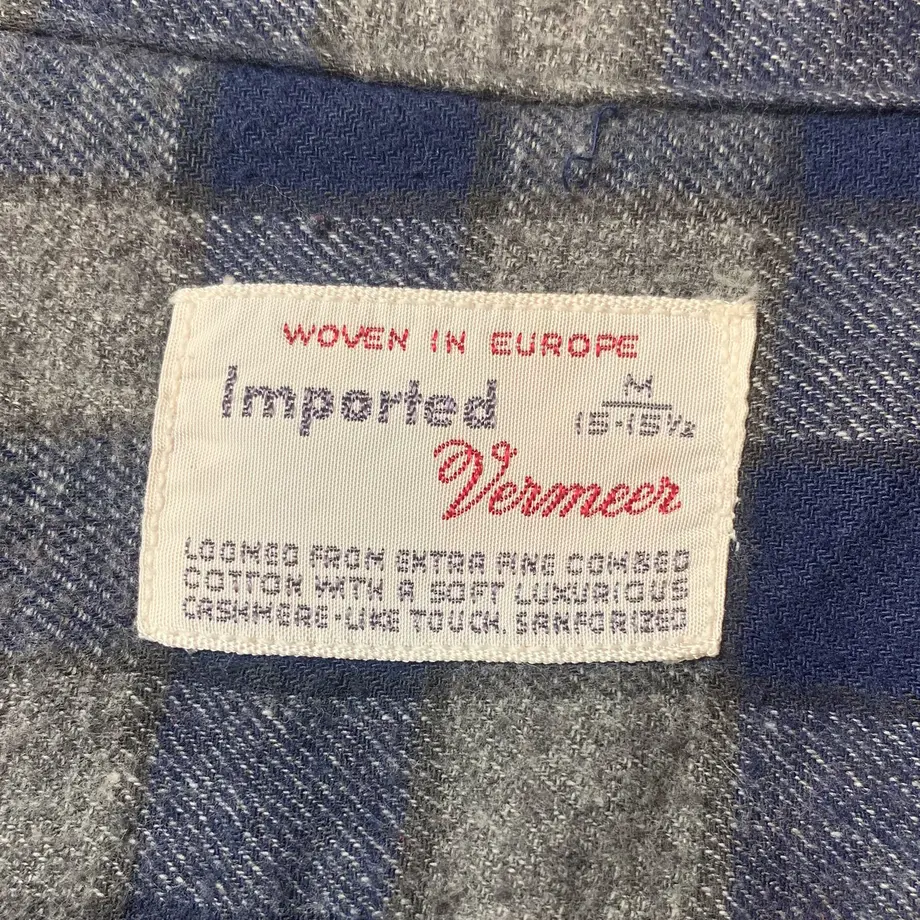 WOVEN IN EUROPE
Imported
M
15-15½
Vermeer
LOOMED FROM EXTRA FINE COMBED
COTTON WITH A SOFT LUXURIOUS
CASHMERE-LIKE TOUCH. SANFORIZED